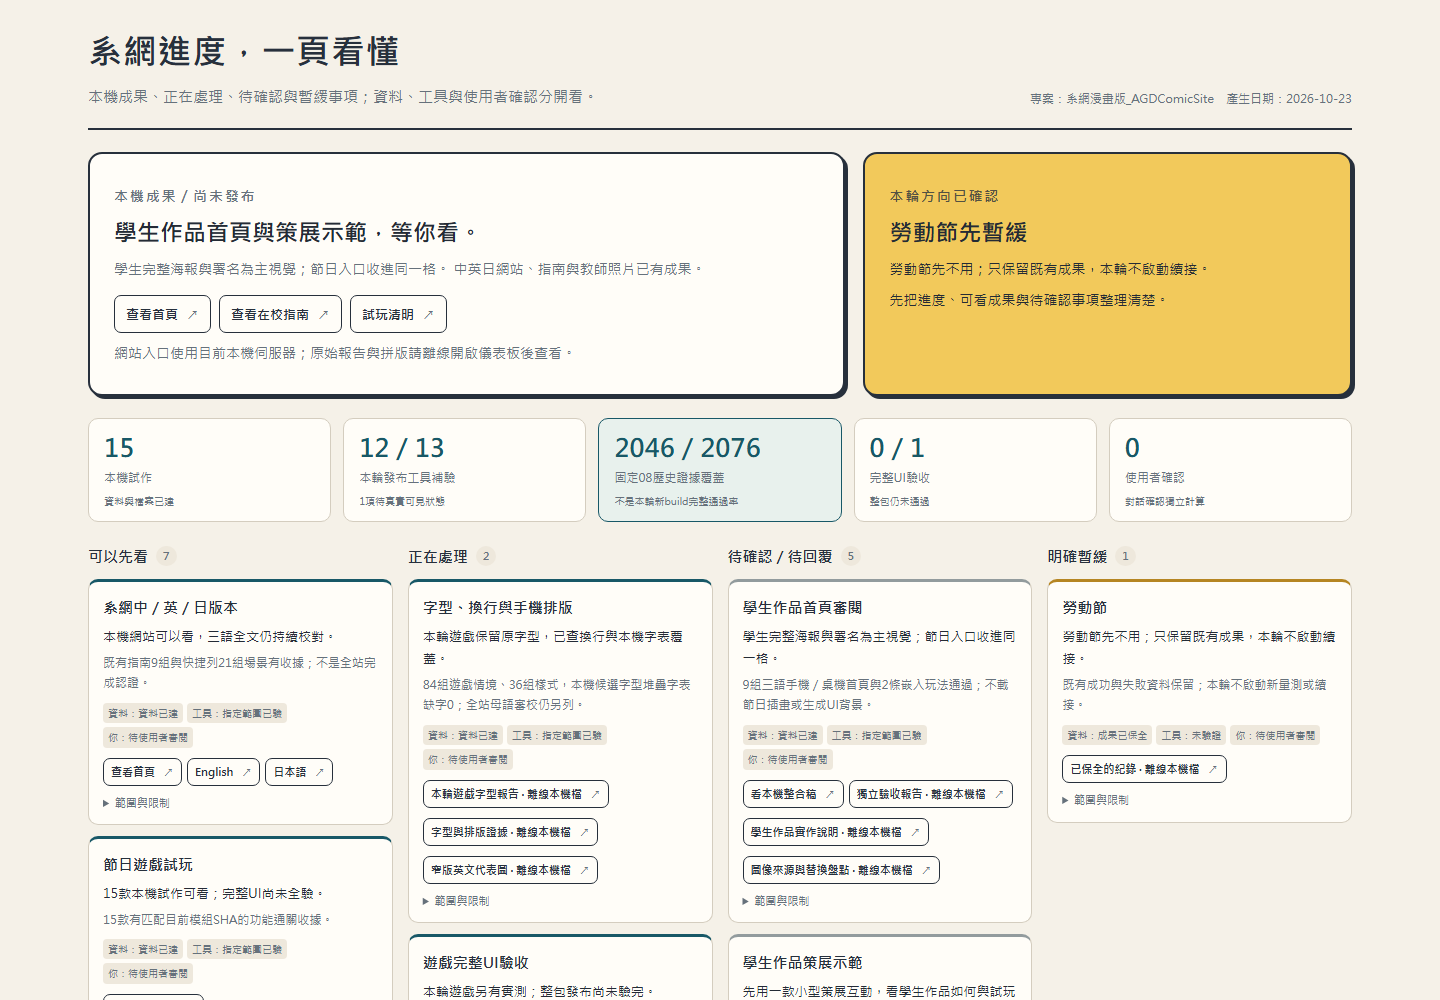 系網進度，一頁看懂
本機成果、正在處理、待確認與暫緩事項；資料、工具與使用者確認分開看。
專案：系網漫畫版_AGDComicSite 產生日期：2026-10-23
本機成果 / 尚未發布
學生作品首頁與策展示範，等你看。
學生完整海報與署名為主視覺；節日入口收進同一格。 中英日網站、指南與教師照片已有成果。
查看首頁 ↗ 查看在校指南 ↗ 試玩清明 ↗
網站入口使用目前本機伺服器；原始報告與拼版請離線開啟儀表板後查看。
本輪方向已確認
勞動節先暫緩
勞動節先不用；只保留既有成果，本輪不啟動續接。
先把進度、可看成果與待確認事項整理清楚。
15
本機試作
資料與檔案已建
12 / 13
本輪發布工具補驗
1項待真實可見狀態
2046 / 2076
固定08歷史證據覆蓋
不是本輪新build完整通過率
0 / 1
完整UI驗收
整包仍未通過
0
使用者確認
對話確認獨立計算
可以先看 7
系網中 / 英 / 日版本
本機網站可以看，三語全文仍持續校對。
既有指南9組與快捷列21組場景有收據；不是全站完
成認證。
資料：資料已建 工具：指定範圍已驗
你：待使用者審閱
查看首頁 ↗ English ↗ 日本語 ↗
▶ 範圍與限制
節日遊戲試玩
15款本機試作可看；完整UI尚未全驗。
15款有匹配目前模組SHA的功能通關收據。
資料：資料已建 工具：指定範圍已驗
你：待使用者審閱
正在處理 2
字型、換行與手機排版
本輪遊戲保留原字型，已查換行與本機字表覆
蓋。
84組遊戲情境、36組樣式，本機候選字型堆疊字表
缺字0；全站母語審校仍另列。
資料：資料已建 工具：指定範圍已驗
你：待使用者審閱
本輪遊戲字型報告 · 離線本機檔 ↗
字型與排版證據 · 離線本機檔 ↗
窄版英文代表圖 · 離線本機檔 ↗
▶ 範圍與限制
遊戲完整UI驗收
本輪遊戲另有實測；整包發布尚未驗完。
待確認 / 待回覆 5
學生作品首頁審閱
學生完整海報與署名為主視覺；節日入口收進同
一格。
9組三語手機 / 桌機首頁與2條嵌入玩法通過；不載
節日插畫或生成UI背景。
資料：資料已建 工具：指定範圍已驗
你：待使用者審閱
看本機整合稿 ↗ 獨立驗收報告 · 離線本機檔 ↗
學生作品實作說明 · 離線本機檔 ↗
圖像來源與替換盤點 · 離線本機檔 ↗
▶ 範圍與限制
學生作品策展示範
先用一款小型策展互動，看學生作品如何與試玩
明確暫緩 1
勞動節
勞動節先不用；只保留既有成果，本輪不啟動續
接。
既有成功與失敗資料保留；本輪不啟動新量測或續
接。
資料：成果已保全 工具：未驗證 你：待使用者審閱
已保全的紀錄 · 離線本機檔 ↗
▶ 範圍與限制